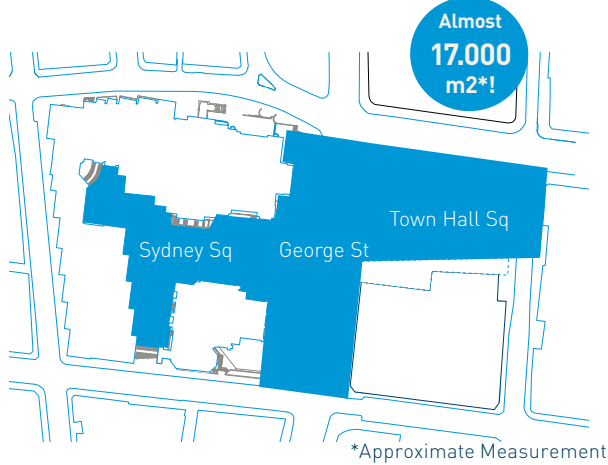 Almost
17.000
m2*!
Town Hall Sq
Sydney Sq
George St
*Approximate Measurement